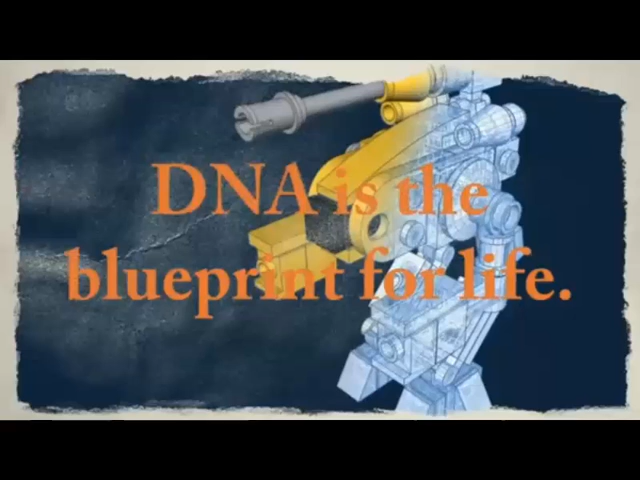 DNA is the
blueprint for life.